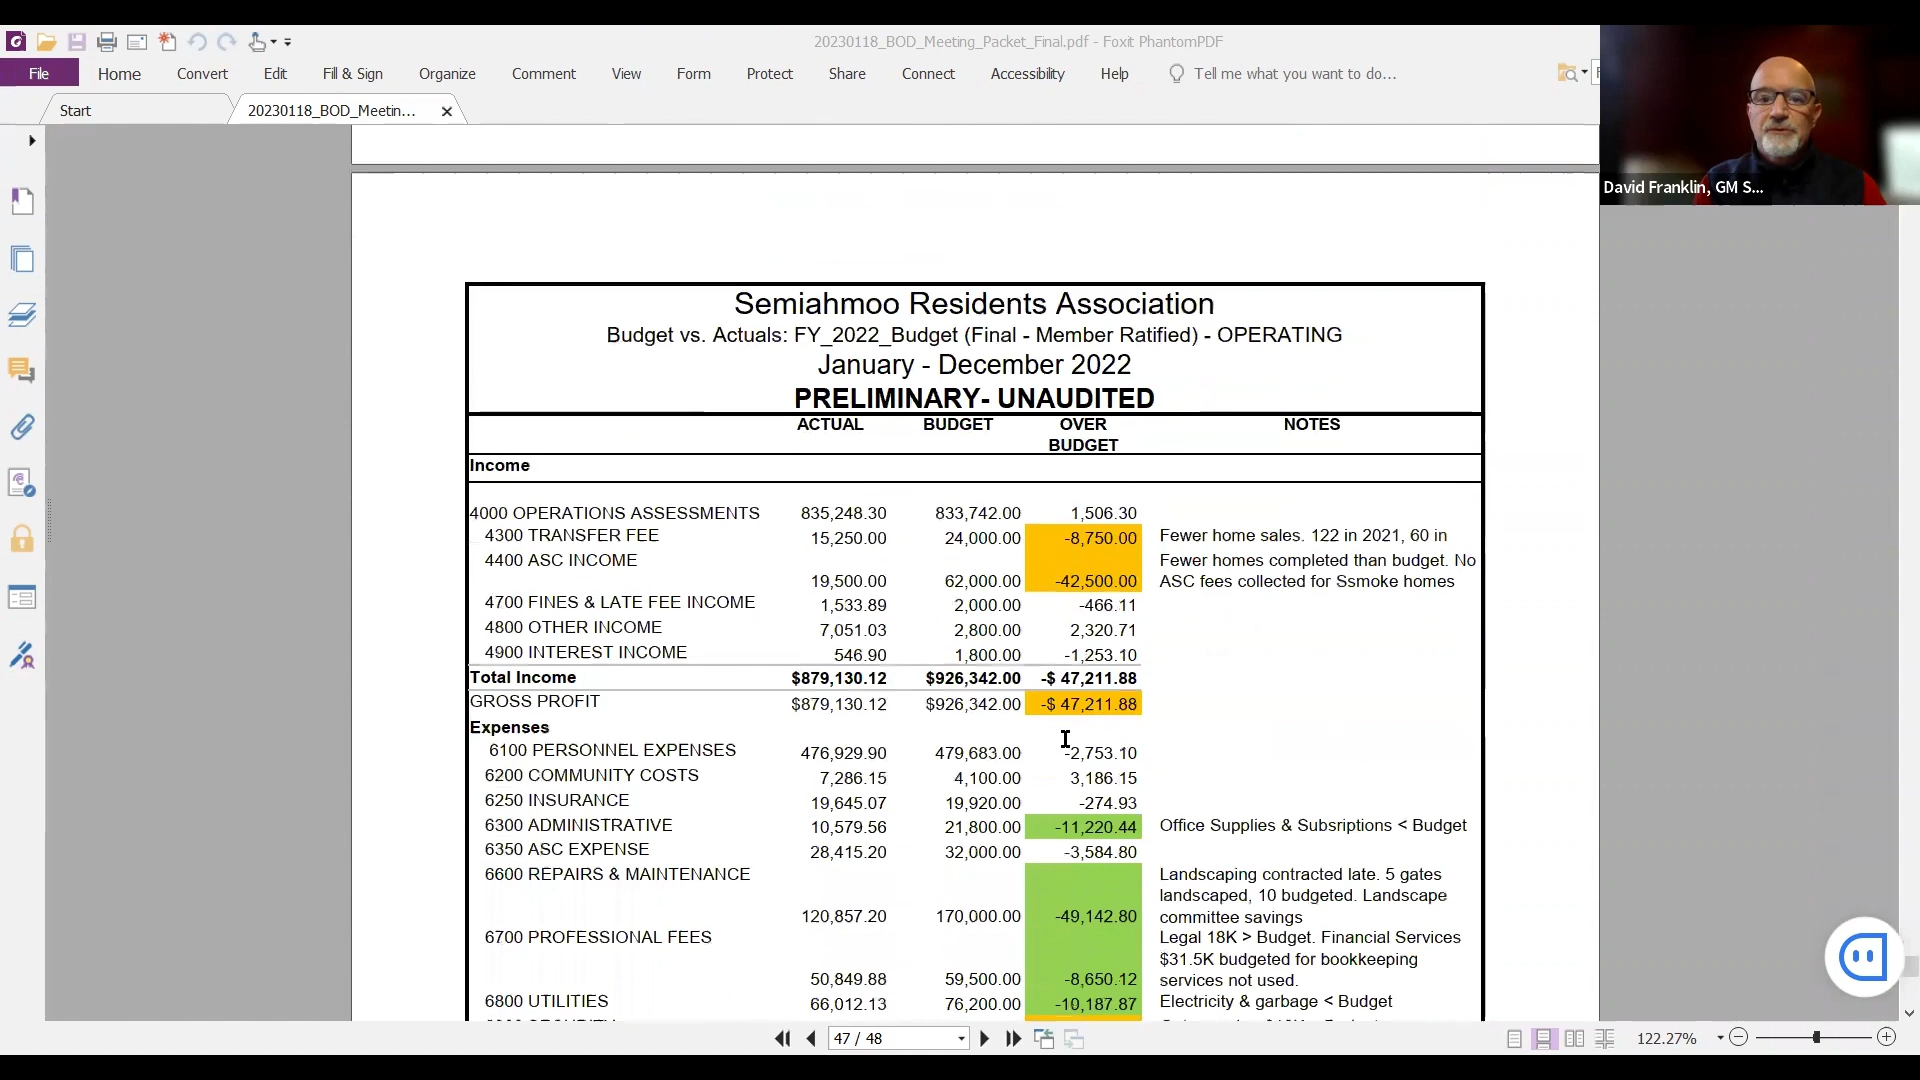 20230118_BOD_Meeting_Packet_Final.pdf - Foxit PhantomPDF
File Home Convert Edit Fill & Sign Organize Comment View Form Protect Share Connect Accessibility Help Tell me what you want to do...
Start 20230118_BOD_Meetin...
David Franklin, GM S...
Semiahmoo Residents Association
Budget vs. Actuals: FY_2022_Budget (Final - Member Ratified) - OPERATING
January - December 2022
PRELIMINARY- UNAUDITED
ACTUAL BUDGET OVER BUDGET NOTES
Income
4000 OPERATIONS ASSESSMENTS 835,248.30 833,742.00 1,506.30
4300 TRANSFER FEE 15,250.00 24,000.00 -8,750.00 Fewer home sales. 122 in 2021, 60 in
4400 ASC INCOME 19,500.00 62,000.00 -42,500.00 Fewer homes completed than budget. No
ASC fees collected for Ssmoke homes
4700 FINES & LATE FEE INCOME 1,533.89 2,000.00 -466.11
4800 OTHER INCOME 7,051.03 2,800.00 2,320.71
4900 INTEREST INCOME 546.90 1,800.00 -1,253.10
Total Income $879,130.12 $926,342.00 -$ 47,211.88
GROSS PROFIT $879,130.12 $926,342.00 -$ 47,211.88
Expenses
6100 PERSONNEL EXPENSES 476,929.90 479,683.00 -2,753.10
6200 COMMUNITY COSTS 7,286.15 4,100.00 3,186.15
6250 INSURANCE 19,645.07 19,920.00 -274.93
6300 ADMINISTRATIVE 10,579.56 21,800.00 -11,220.44 Office Supplies & Subsriptions < Budget
6350 ASC EXPENSE 28,415.20 32,000.00 -3,584.80
6600 REPAIRS & MAINTENANCE Landscaping contracted late. 5 gates
landscaped, 10 budgeted. Landscape
120,857.20 170,000.00 -49,142.80 committee savings
6700 PROFESSIONAL FEES Legal 18K > Budget. Financial Services
$31.5K budgeted for bookkeeping
50,849.88 59,500.00 -8,650.12 services not used.
6800 UTILITIES 66,012.13 76,200.00 -10,187.87 Electricity & garbage < Budget
47 / 48 122.27%